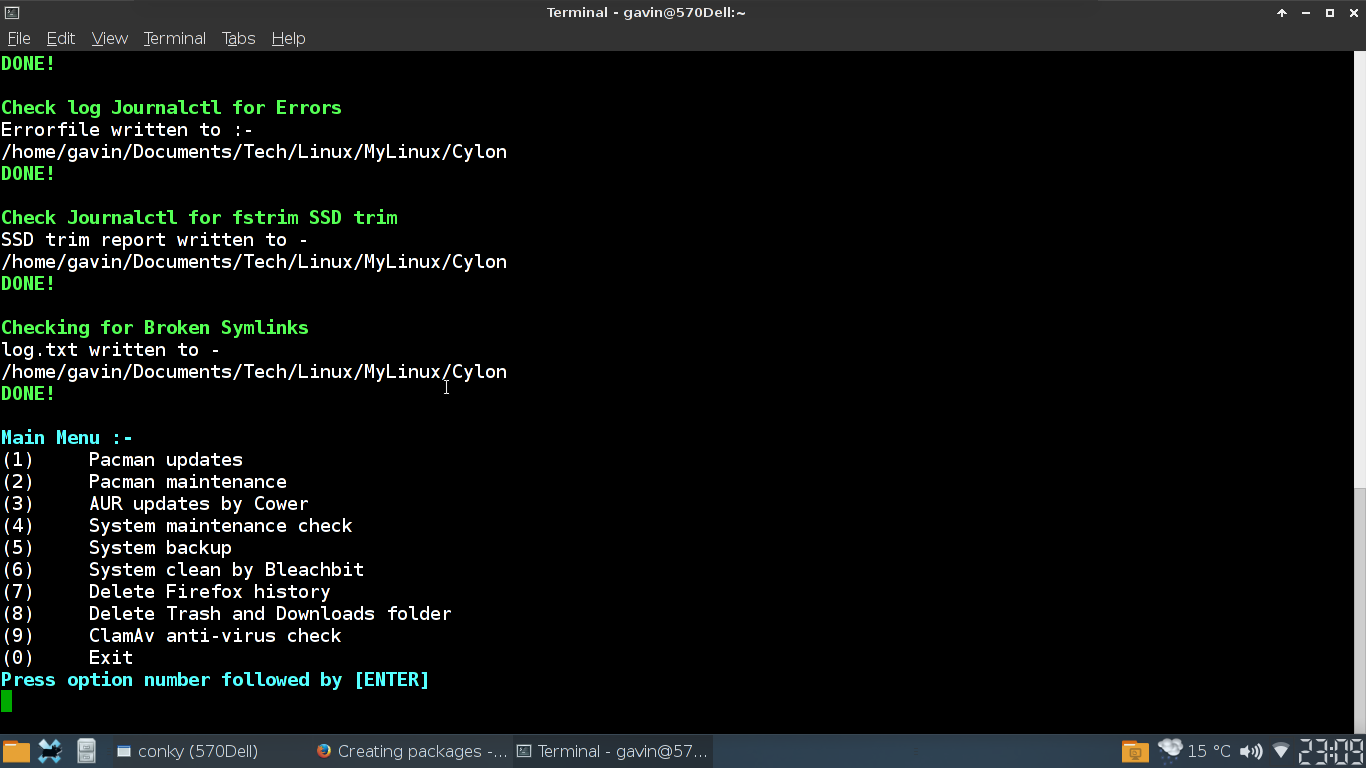 Terminal - gavin@570Dell:~
File Edit View Terminal Tabs Help
DONE!
Check log Journalctl for Errors
Errorfile written to :-
/home/gavin/Documents/Tech/Linux/MyLinux/Cylon
DONE!
Check Journalctl for fstrim SSD trim
SSD trim report written to -
/home/gavin/Documents/Tech/Linux/MyLinux/Cylon
DONE!
Checking for Broken Symlinks
log.txt written to -
/home/gavin/Documents/Tech/Linux/MyLinux/Cylon
DONE!
Main Menu :-
(1) Pacman updates
(2) Pacman maintenance
(3) AUR updates by Cower
(4) System maintenance check
(5) System backup
(6) System clean by Bleachbit
(7) Delete Firefox history
(8) Delete Trash and Downloads folder
(9) ClamAv anti-virus check
(0) Exit
Press option number followed by [ENTER]
conky (570Dell) Creating packages -... Terminal - gavin@57... 15 °C 23:09